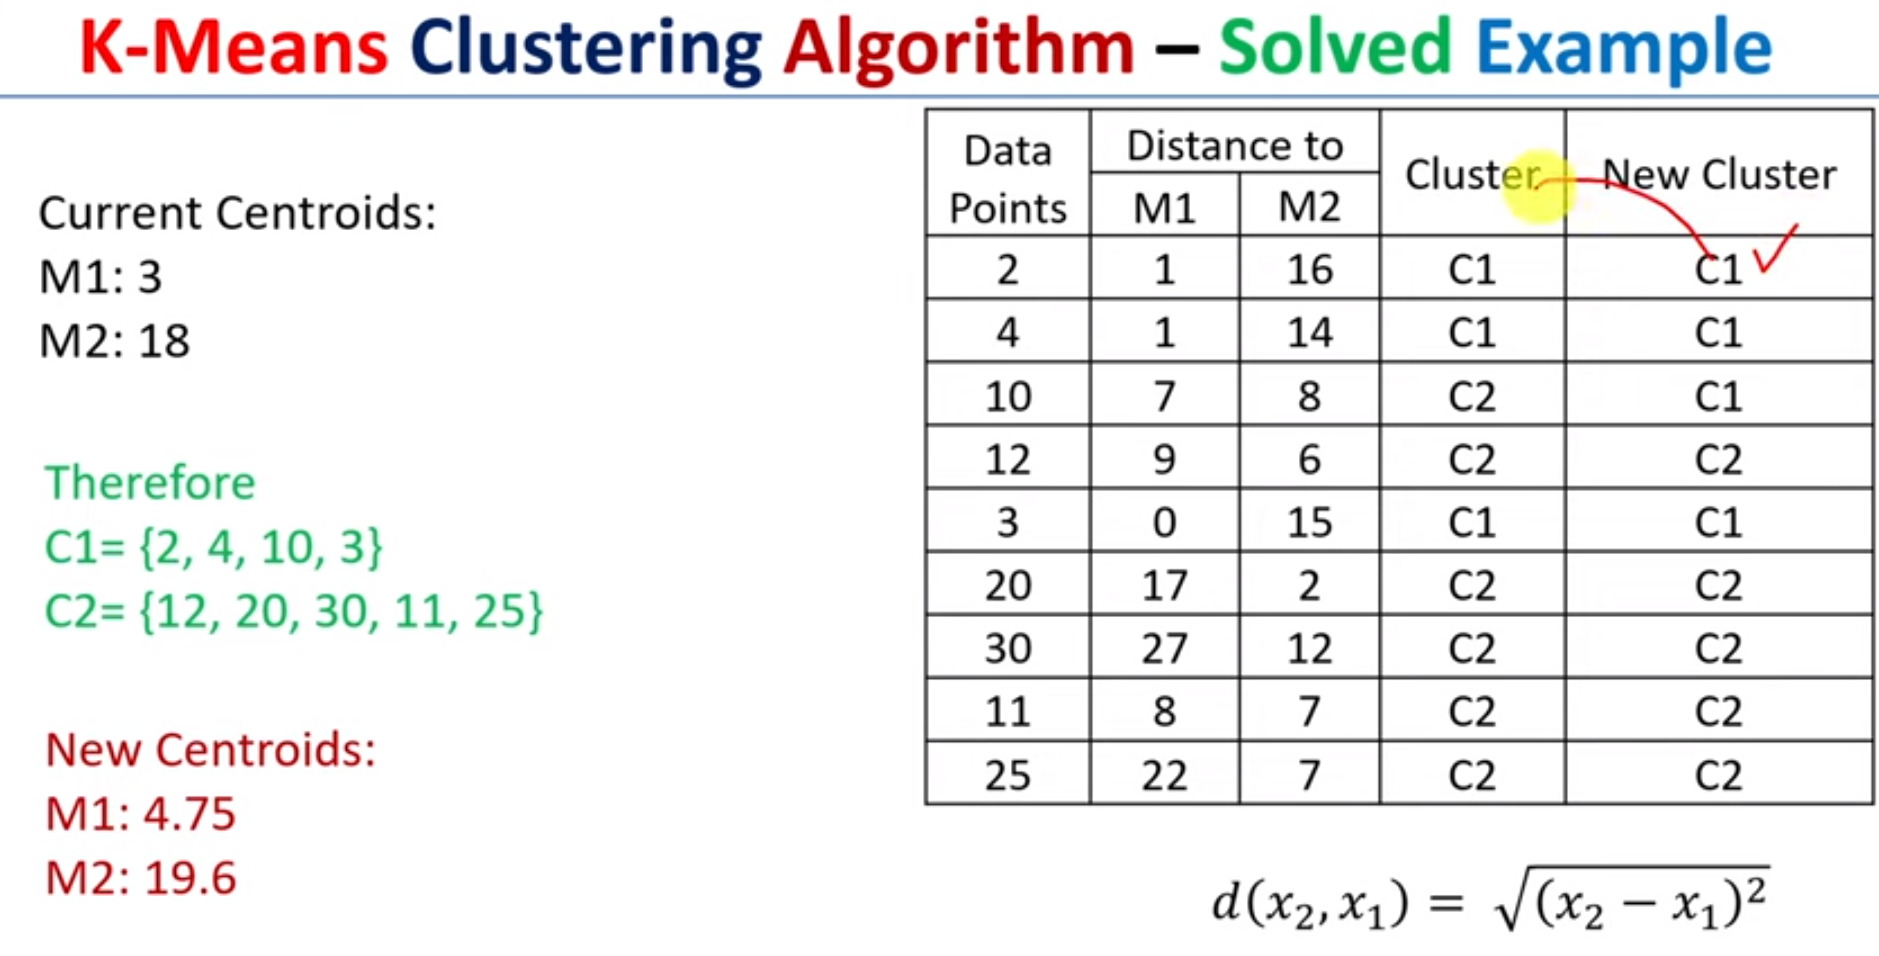 K-Means Clustering Algorithm – Solved Example
Current Centroids:
M1: 3
M2: 18
Therefore
C1= {2, 4, 10, 3}
C2= {12, 20, 30, 11, 25}
New Centroids:
M1: 4.75
M2: 19.6
Data Points Distance to Cluster New Cluster
M1 M2
2 1 16 C1 C1
4 1 14 C1 C1
10 7 8 C2 C1
12 9 6 C2 C2
3 0 15 C1 C1
20 17 2 C2 C2
30 27 12 C2 C2
11 8 7 C2 C2
25 22 7 C2 C2
d(x₂, x₁) = √(x₂ − x₁)²